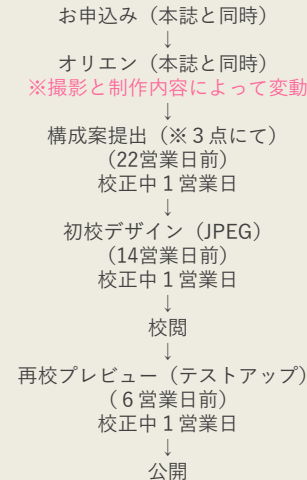 お申込み（本誌と同時）
↓
オリエン（本誌と同時）
※撮影と制作内容によって変動
↓
構成案提出（※３点にて）
（22営業日前）
校正中１営業日
↓
初校デザイン（JPEG）
（14営業日前）
校正中１営業日
↓
校閲
↓
再校プレビュー（テストアップ）
（６営業日前）
校正中１営業日
↓
公開